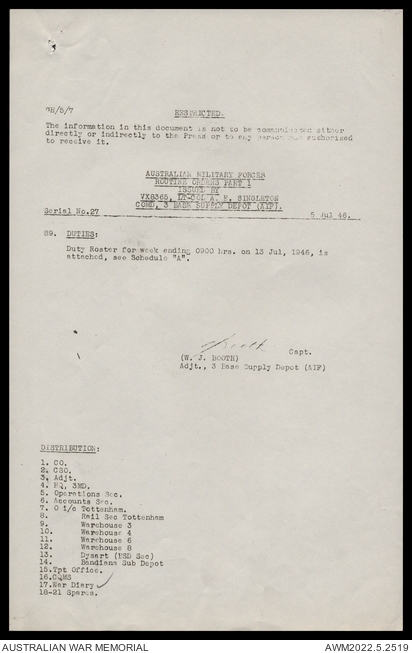 OH/5/7
RESTRICTED.
The information in this document is not to be communicated either
directly or indirectly to the Press or to any person not authorised
to receive it.
AUSTRALIAN MILITARY FORCES
ROUTINE ORDERS PART 1
ISSUED BY
VX8365, LT-COL A. E. SINGLETON
COMD, 3 BASE SUPPLY DEPOT (AIF).
Serial No.27 5 46.
89. DUTIES:
Duty Roster for week ending 0900 hrs. on 13 Jul, 1946, is
attached, see Schedule "A".
Booth Capt.
(W. J. BOOTH)
Adjt., 3 Base Supply Depot (AIF)
DISTRIBUTION:
1. CO.
2. CSO.
3. Adjt.
4. HQ, 3MD.
5. Operations Sec.
6. Accounts Sec.
7. O i/c Tottenham.
8. Rail Sec Tottenham
9. Warehouse 3
10. Warehouse 4
11. Warehouse 6
12. Warehouse 8
13. Dysart (BSD Sec)
14. Bandiana Sub Depot
15.Tpt Office.
16.CQMS
17.War Diary
18-21 Spares.
AUSTRALIAN WAR MEMORIAL AWM2022.5.2519